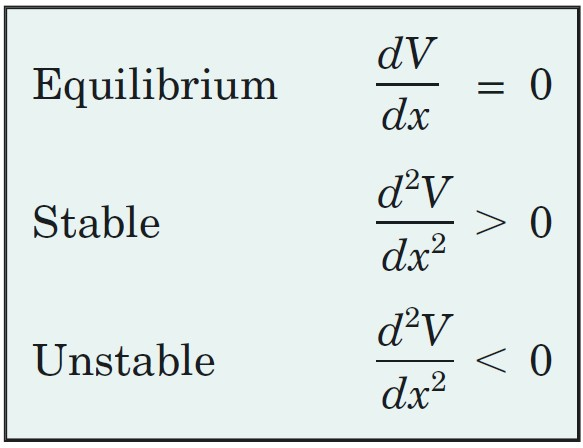 Equilibrium dV/dx = 0
Stable d²V/dx² > 0
Unstable d²V/dx² < 0